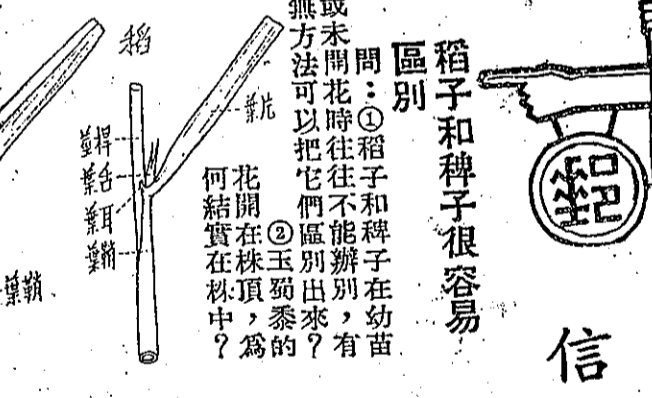 信
稻子和稗子很容易
區別
問：①稻子和稗子在幼苗
或未開花時往往不能辦別，有
無方法可以把它們區別出來？
②玉蜀黍的
花開在株頂，爲
何結實在株中？
稻
葉片
葉舌
葉耳
葉鞘
葉鞘